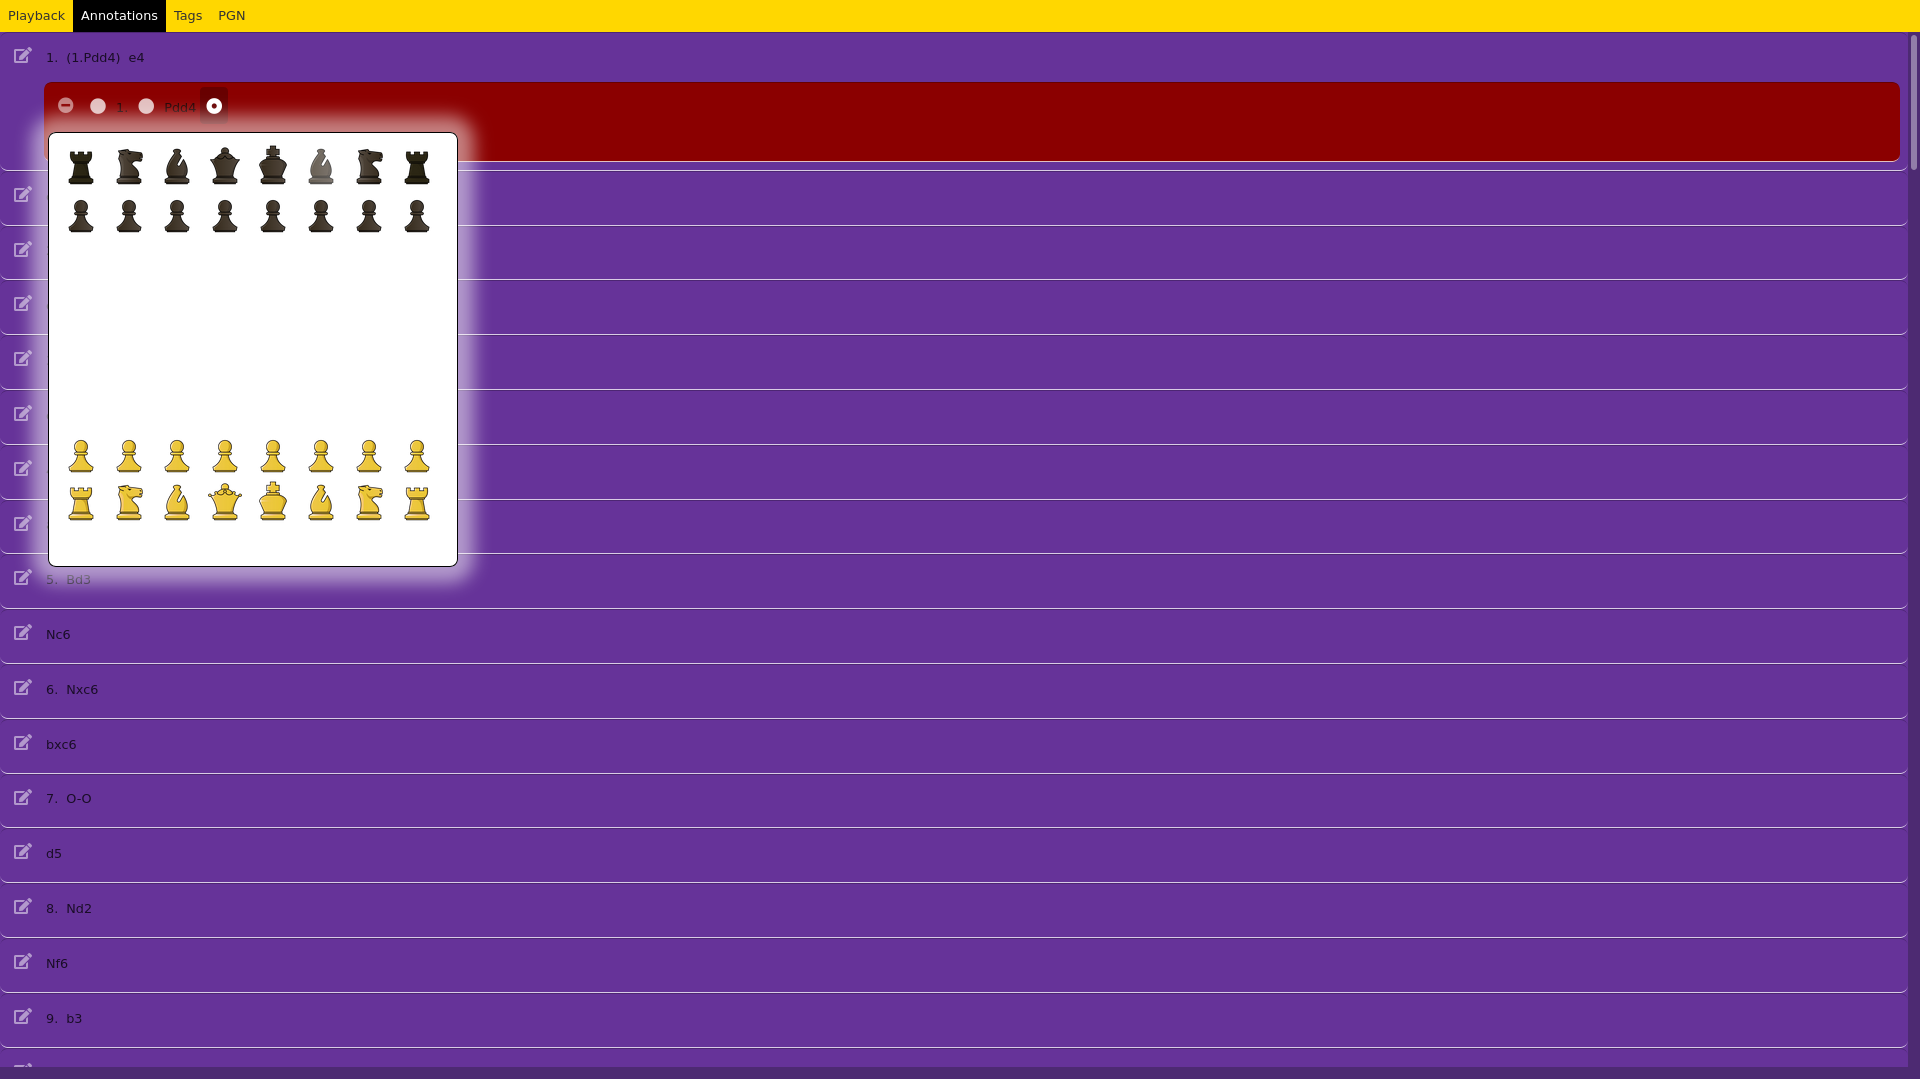 Playback Annotations Tags PGN
1. (1.Pdd4) e4
1. Pdd4
5. Bd3
Nc6
6. Nxc6
bxc6
7. O-O
d5
8. Nd2
Nf6
9. b3